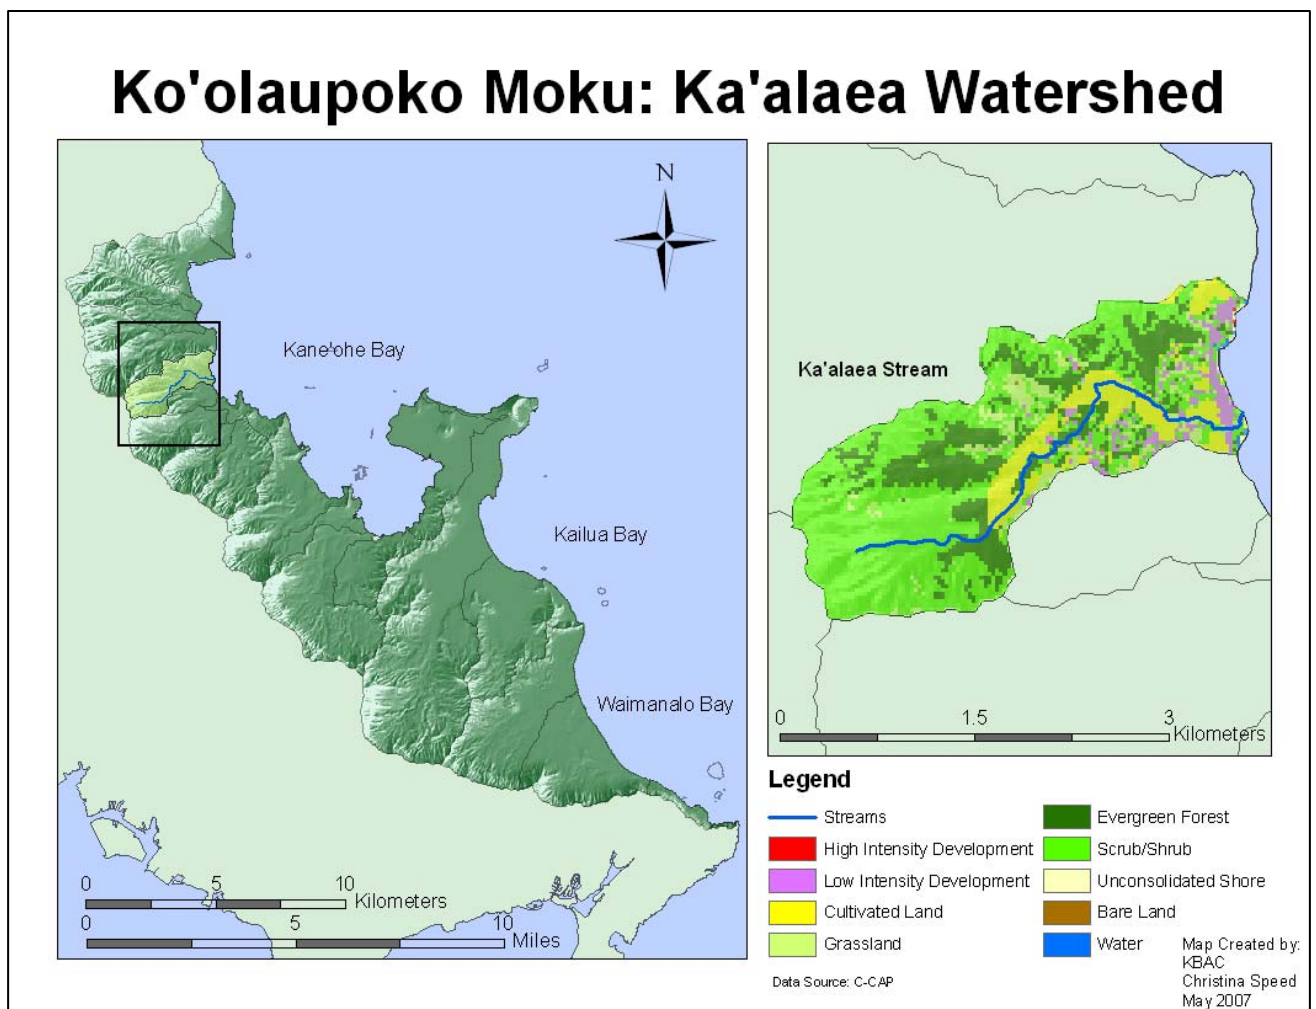 Ko'olaupoko Moku: Ka'alaea Watershed
N
Kane'ohe Bay
Kailua Bay
Waimanalo Bay
0 5 10
Kilometers
0 5 10
Miles
Ka'alaea Stream
0 1.5 3
Kilometers
Legend
Streams
High Intensity Development
Low Intensity Development
Cultivated Land
Grassland
Evergreen Forest
Scrub/Shrub
Unconsolidated Shore
Bare Land
Water
Data Source: C-CAP
Map Created by:
KBAC
Christina Speed
May 2007